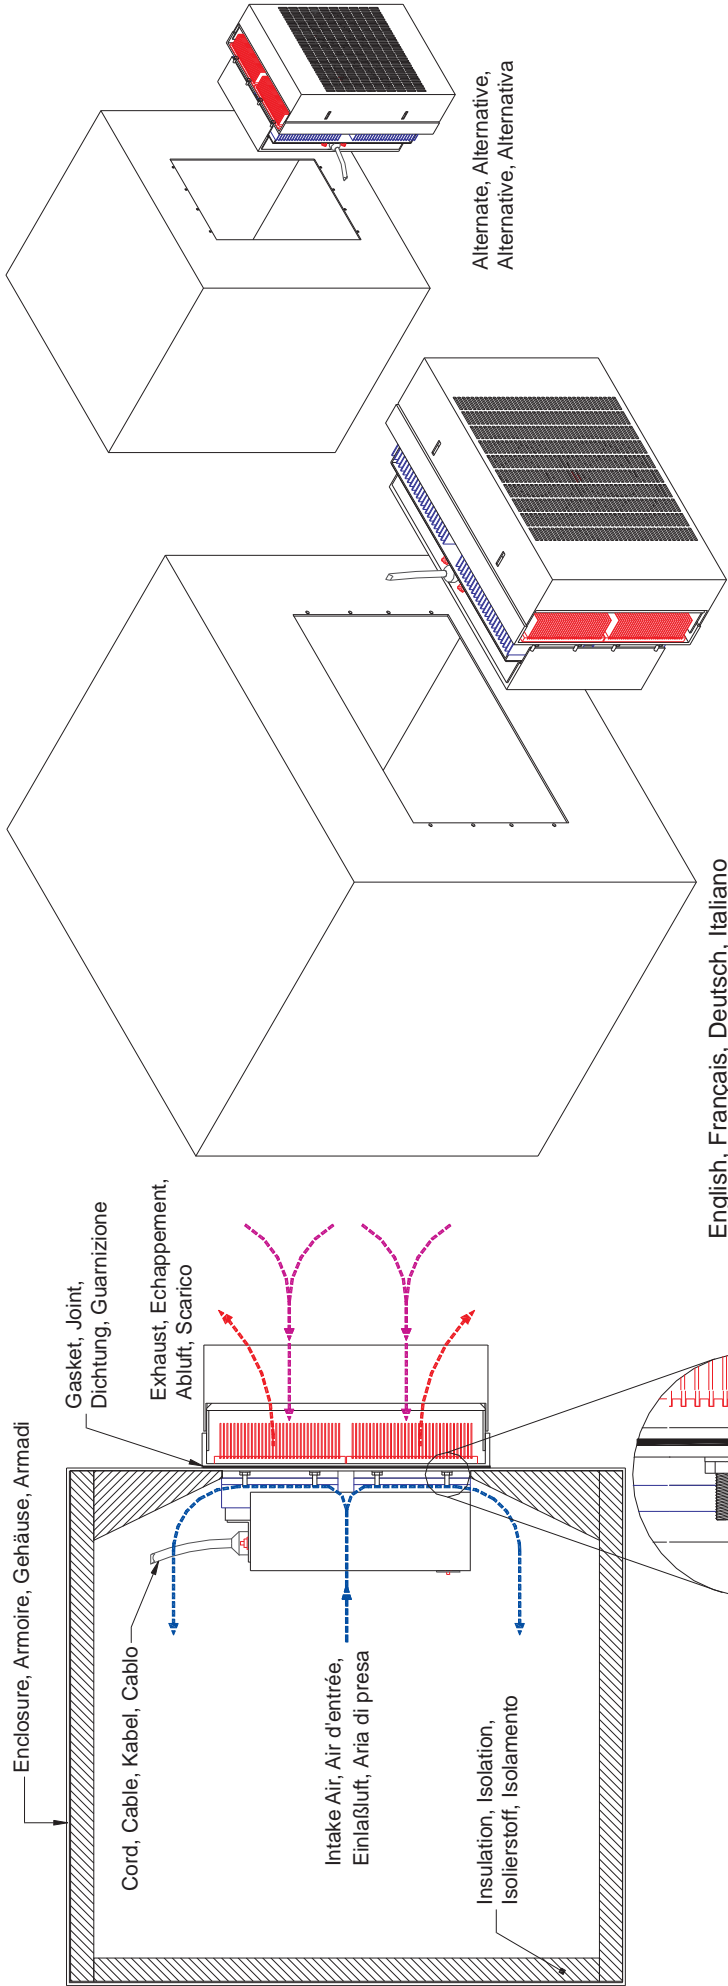 Enclosure, Armoire, Gehäuse, Armadi
Gasket, Joint,
Dichtung, Guarnizione
Cord, Cable, Kabel, Cablo
Exhaust, Echappement,
Abluft, Scarico
Intake Air, Air d'entrée,
Einlaßluft, Aria di presa
Insulation, Isolation,
Isolierstoff, Isolamento
Alternate, Alternative,
Alternative, Alternativa
English, Français, Deutsch, Italiano